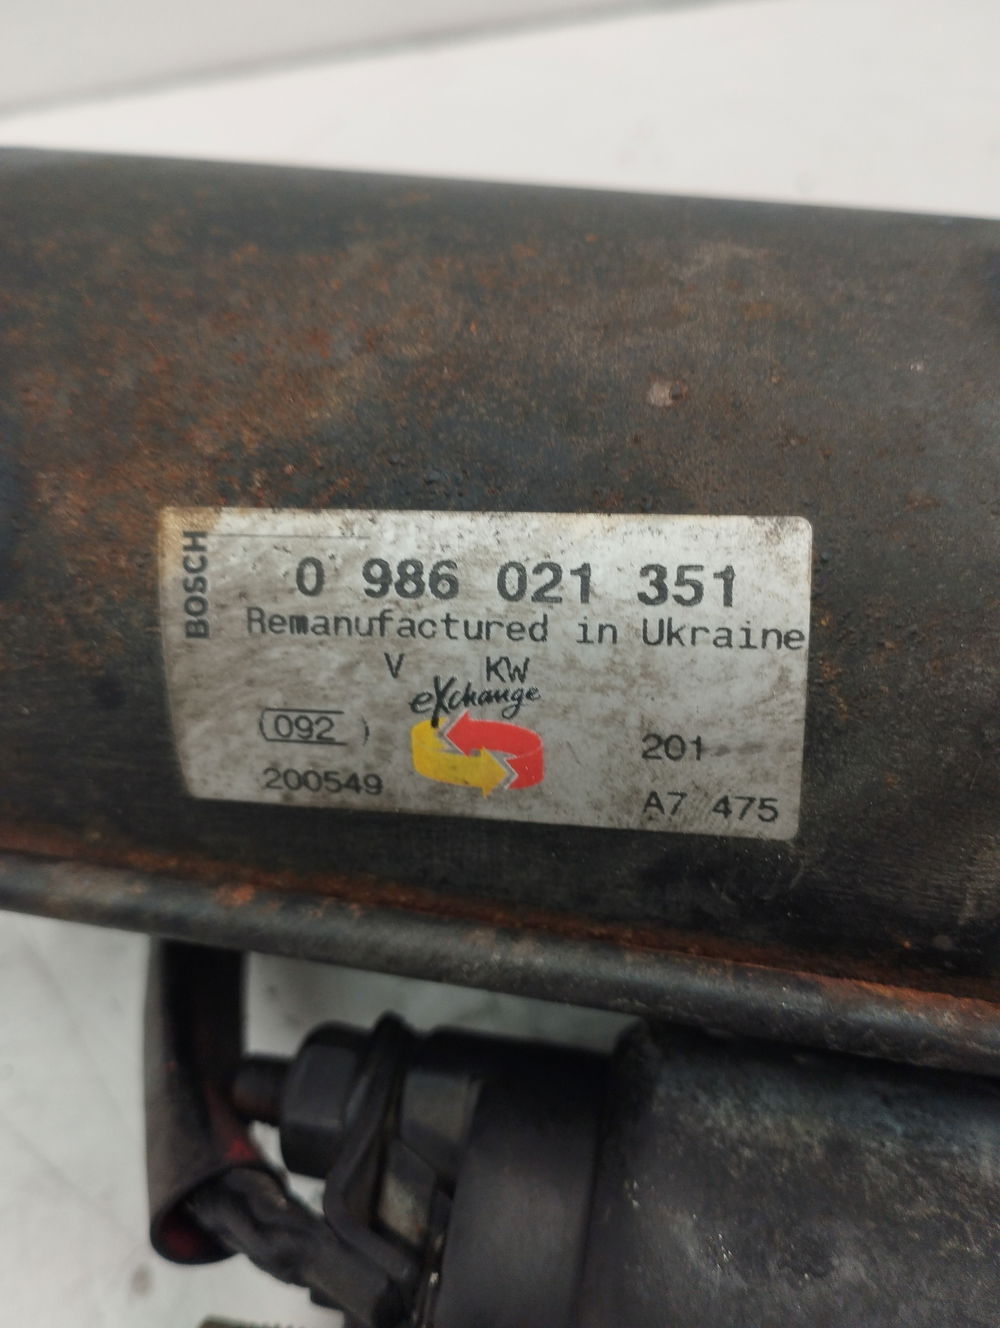 BOSCH
0 986 021 351
Remanufactured in Ukraine
V KW
eXchange
(092)
201
200549
A7 475